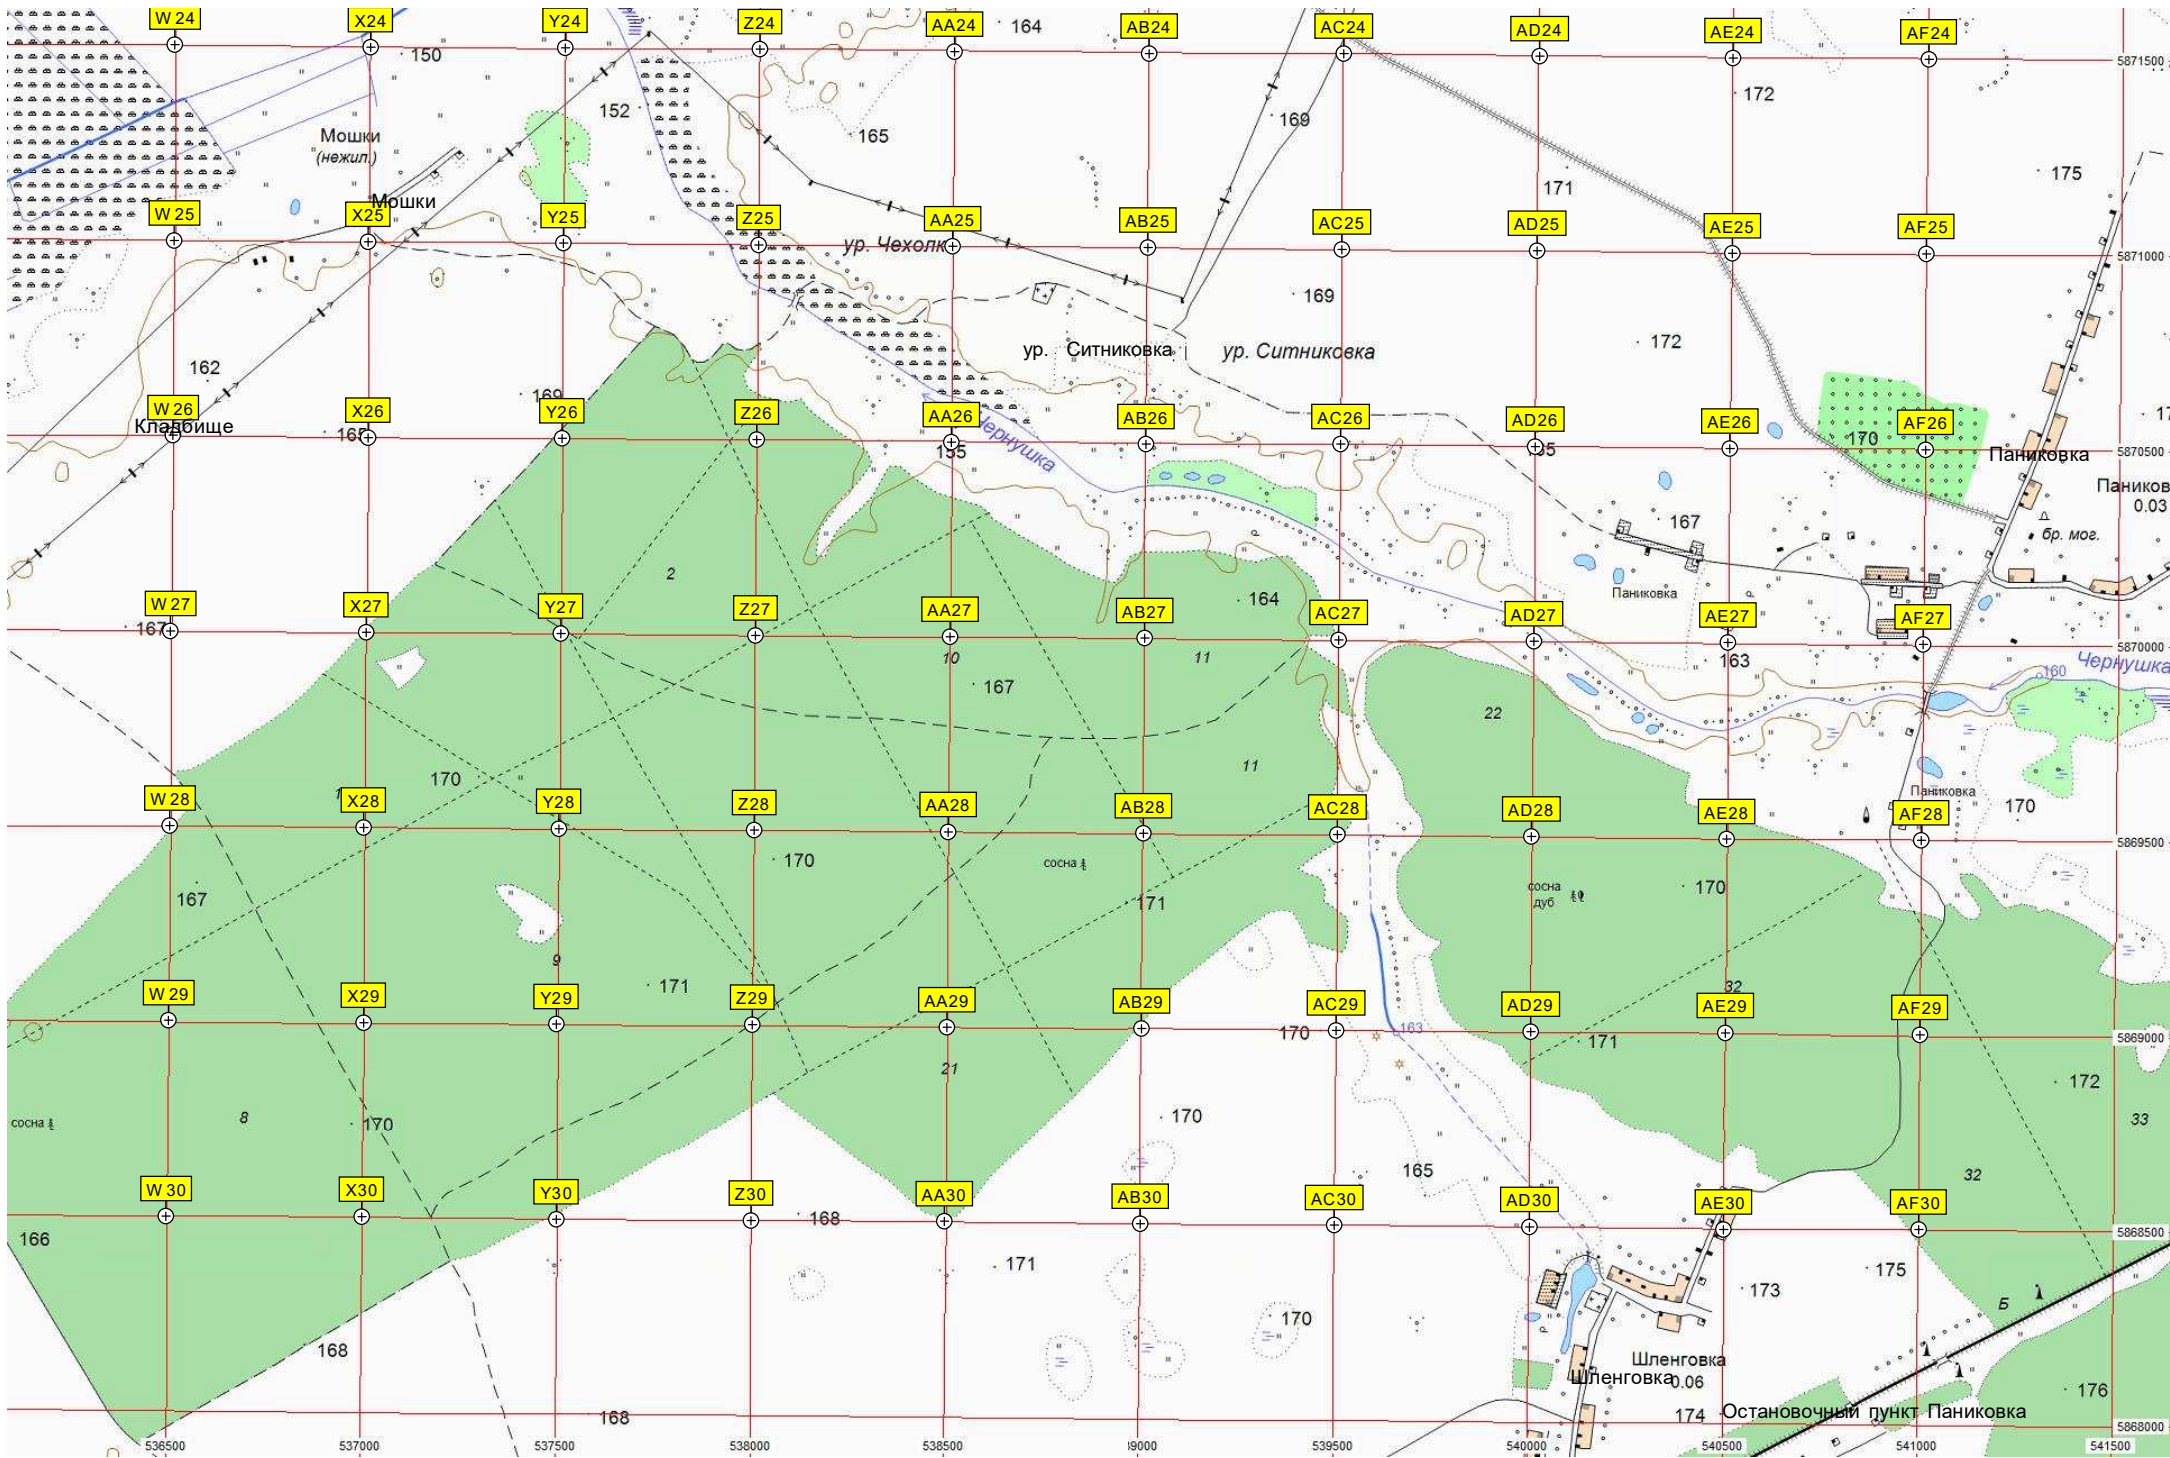 W 24
X24
Y24
Z24
AA24
164
AB24
AC24
AD24
AE24
AF24
150
5871500
152
172
169
165
Мошки
(нежил.)
175
171
Мошки
W 25
X25
Y25
Z25
AA25
AB25
AC25
AD25
AE25
AF25
ур. Чехолк
5871000
169
ур. Ситниковка
ур. Ситниковка
172
162
169
W 26
X26
Y26
Z26
AA26
AB26
AC26
AD26
AE26
AF26
Кладбище
165
155
Чернушка
170
5870500
Паниковка
Паников
0.03
167
бр. мог.
2
Паниковка
164
W 27
X27
Y27
Z27
AA27
AB27
AC27
AD27
AE27
AF27
167
5870000
10
11
163
Чернушка
160
167
22
11
170
Паниковка
170
W 28
X28
Y28
Z28
AA28
AB28
AC28
AD28
AE28
AF28
5869500
170
сосна
171
сосна
дуб
170
167
9
171
32
W 29
X29
Y29
Z29
AA29
AB29
AC29
AD29
AE29
AF29
170
163
171
5869000
21
172
сосна
8
170
170
33
165
32
W 30
X30
Y30
Z30
AA30
AB30
AC30
AD30
AE30
AF30
168
166
5868500
171
175
173
170
Б
168
Шленговка
Шленговка
0.06
176
168
174
Остановочный пункт Паниковка
5868000
536500
537000
537500
538000
538500
39000
539500
540000
540500
541000
541500